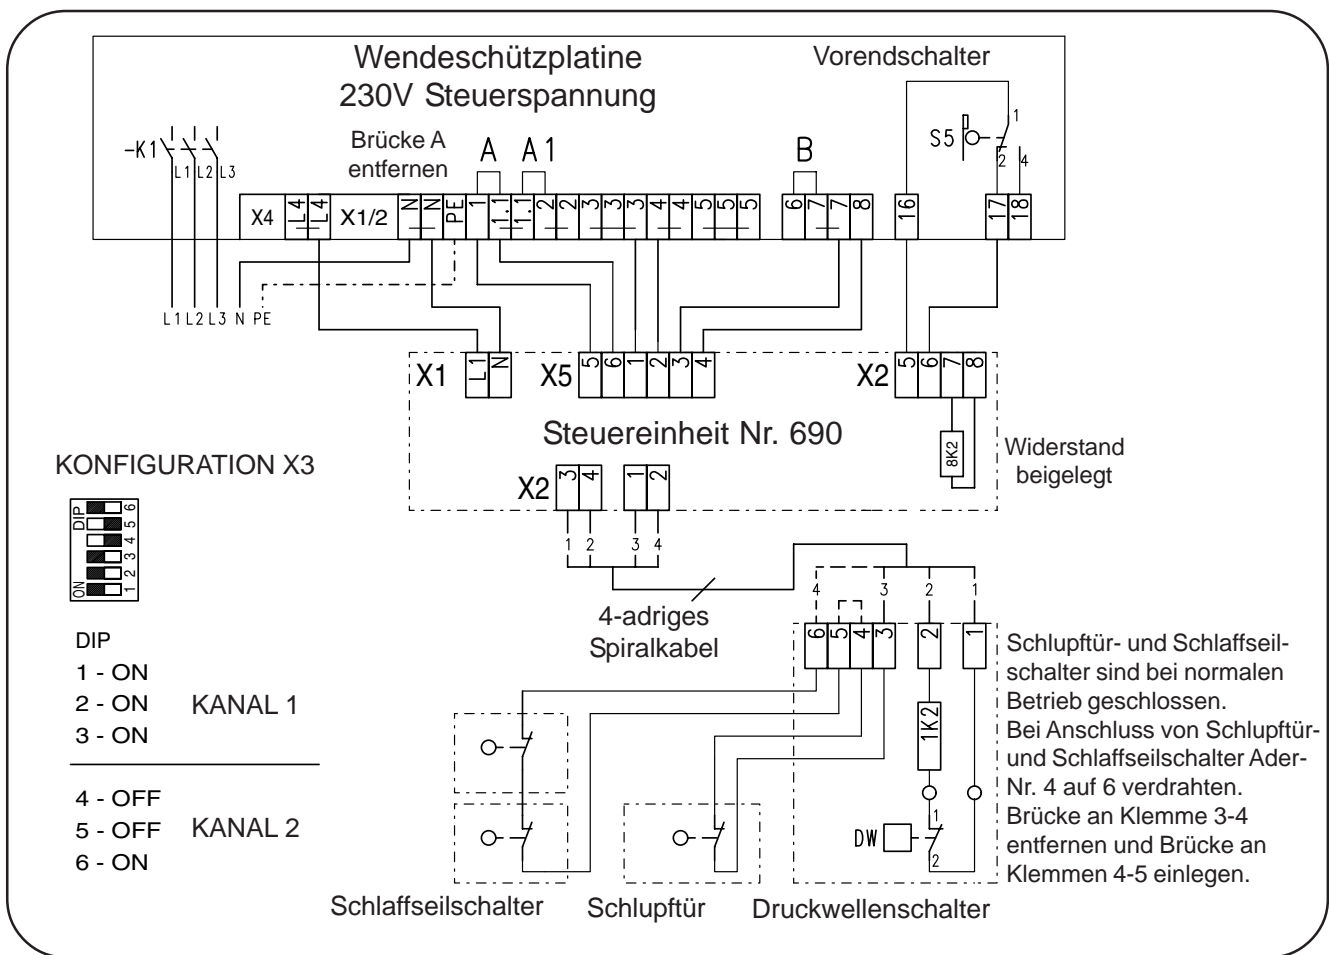 Wendeschützplatine
230V Steuerspannung
Vorendschalter
-K1
L1 L2 L3
Brücke A
entfernen
A
A1
B
S5
1
2
4
X4
L4
L4
X1/2
N
N
PE
1
1.1
1.1
2
2
3
3
3
4
4
5
5
5
6
7
7
8
16
17
18
L1 L2 L3 N PE
X1
L1
N
X5
5
6
1
2
3
4
X2
5
6
7
8
Steuereinheit Nr. 690
8K2
Widerstand
beigelegt
X2
3
4
1
2
1
2
3
4
KONFIGURATION X3
DIP
ON
1 2 3 4 5 6
DIP
1 - ON
2 - ON
KANAL 1
3 - ON
4 - OFF
5 - OFF
KANAL 2
6 - ON
4-adriges
Spiralkabel
4
3
2
1
6
5
4
3
2
1
1K2
DW
1
2
Schlupftür- und Schlaffseil-
schalter sind bei normalen
Betrieb geschlossen.
Bei Anschluss von Schlupftür-
und Schlaffseilschalter Ader-
Nr. 4 auf 6 verdrahten.
Brücke an Klemme 3-4
entfernen und Brücke an
Klemmen 4-5 einlegen.
Schlaffseilschalter
Schlupftür
Druckwellenschalter